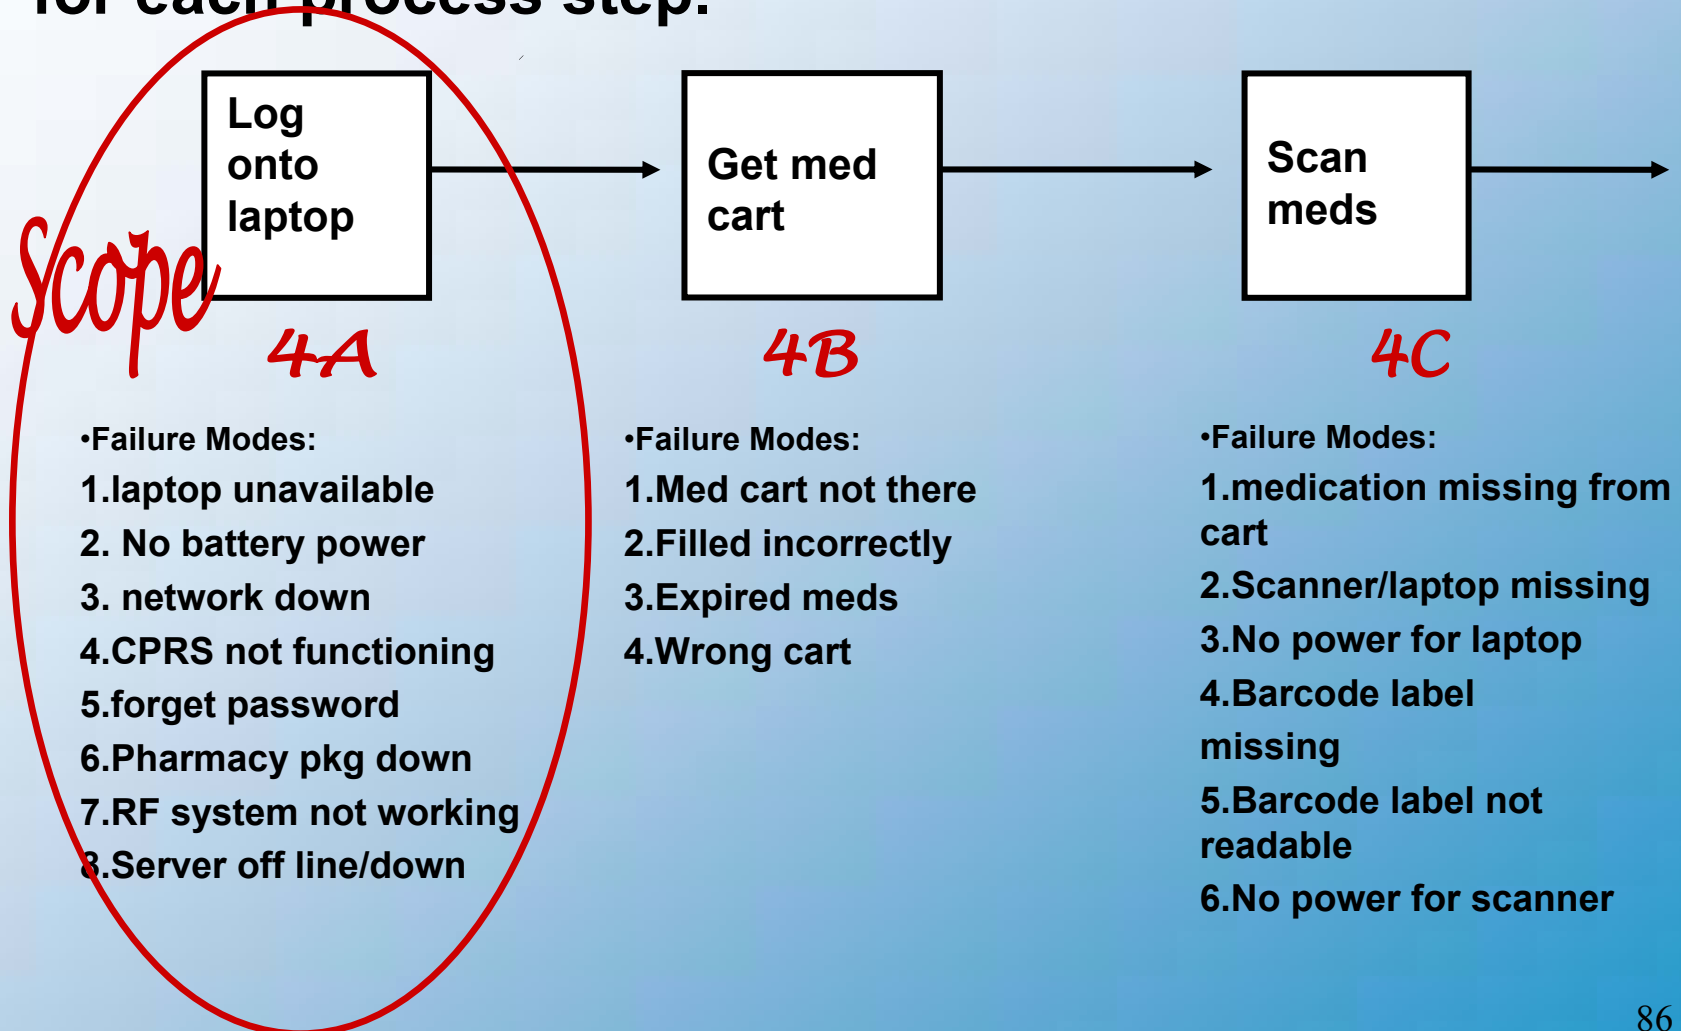 for each process step.
Log
onto
laptop
Get med
cart
Scan
meds
Scope
4A
4B
4C
•Failure Modes:
1.laptop unavailable
2. No battery power
3. network down
4.CPRS not functioning
5.forget password
6.Pharmacy pkg down
7.RF system not working
8.Server off line/down
•Failure Modes:
1.Med cart not there
2.Filled incorrectly
3.Expired meds
4.Wrong cart
•Failure Modes:
1.medication missing from
cart
2.Scanner/laptop missing
3.No power for laptop
4.Barcode label
missing
5.Barcode label not
readable
6.No power for scanner
86